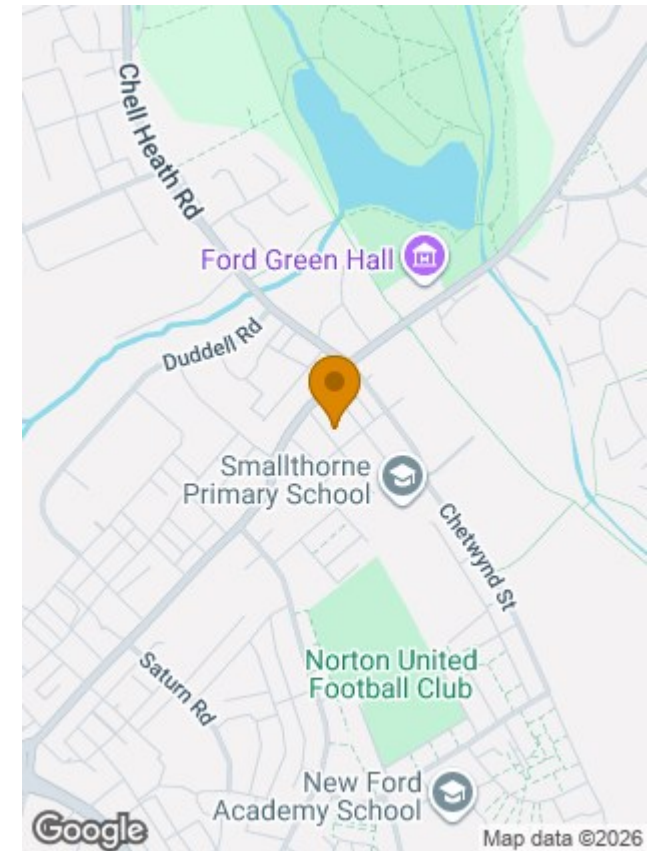 Chell Heath Rd
Ford Green Hall
Duddell Rd
Smallthorne
Primary School
Chetwynd St
Norton United
Football Club
Saturn Rd
New Ford
Academy School
Google
Map data ©2026